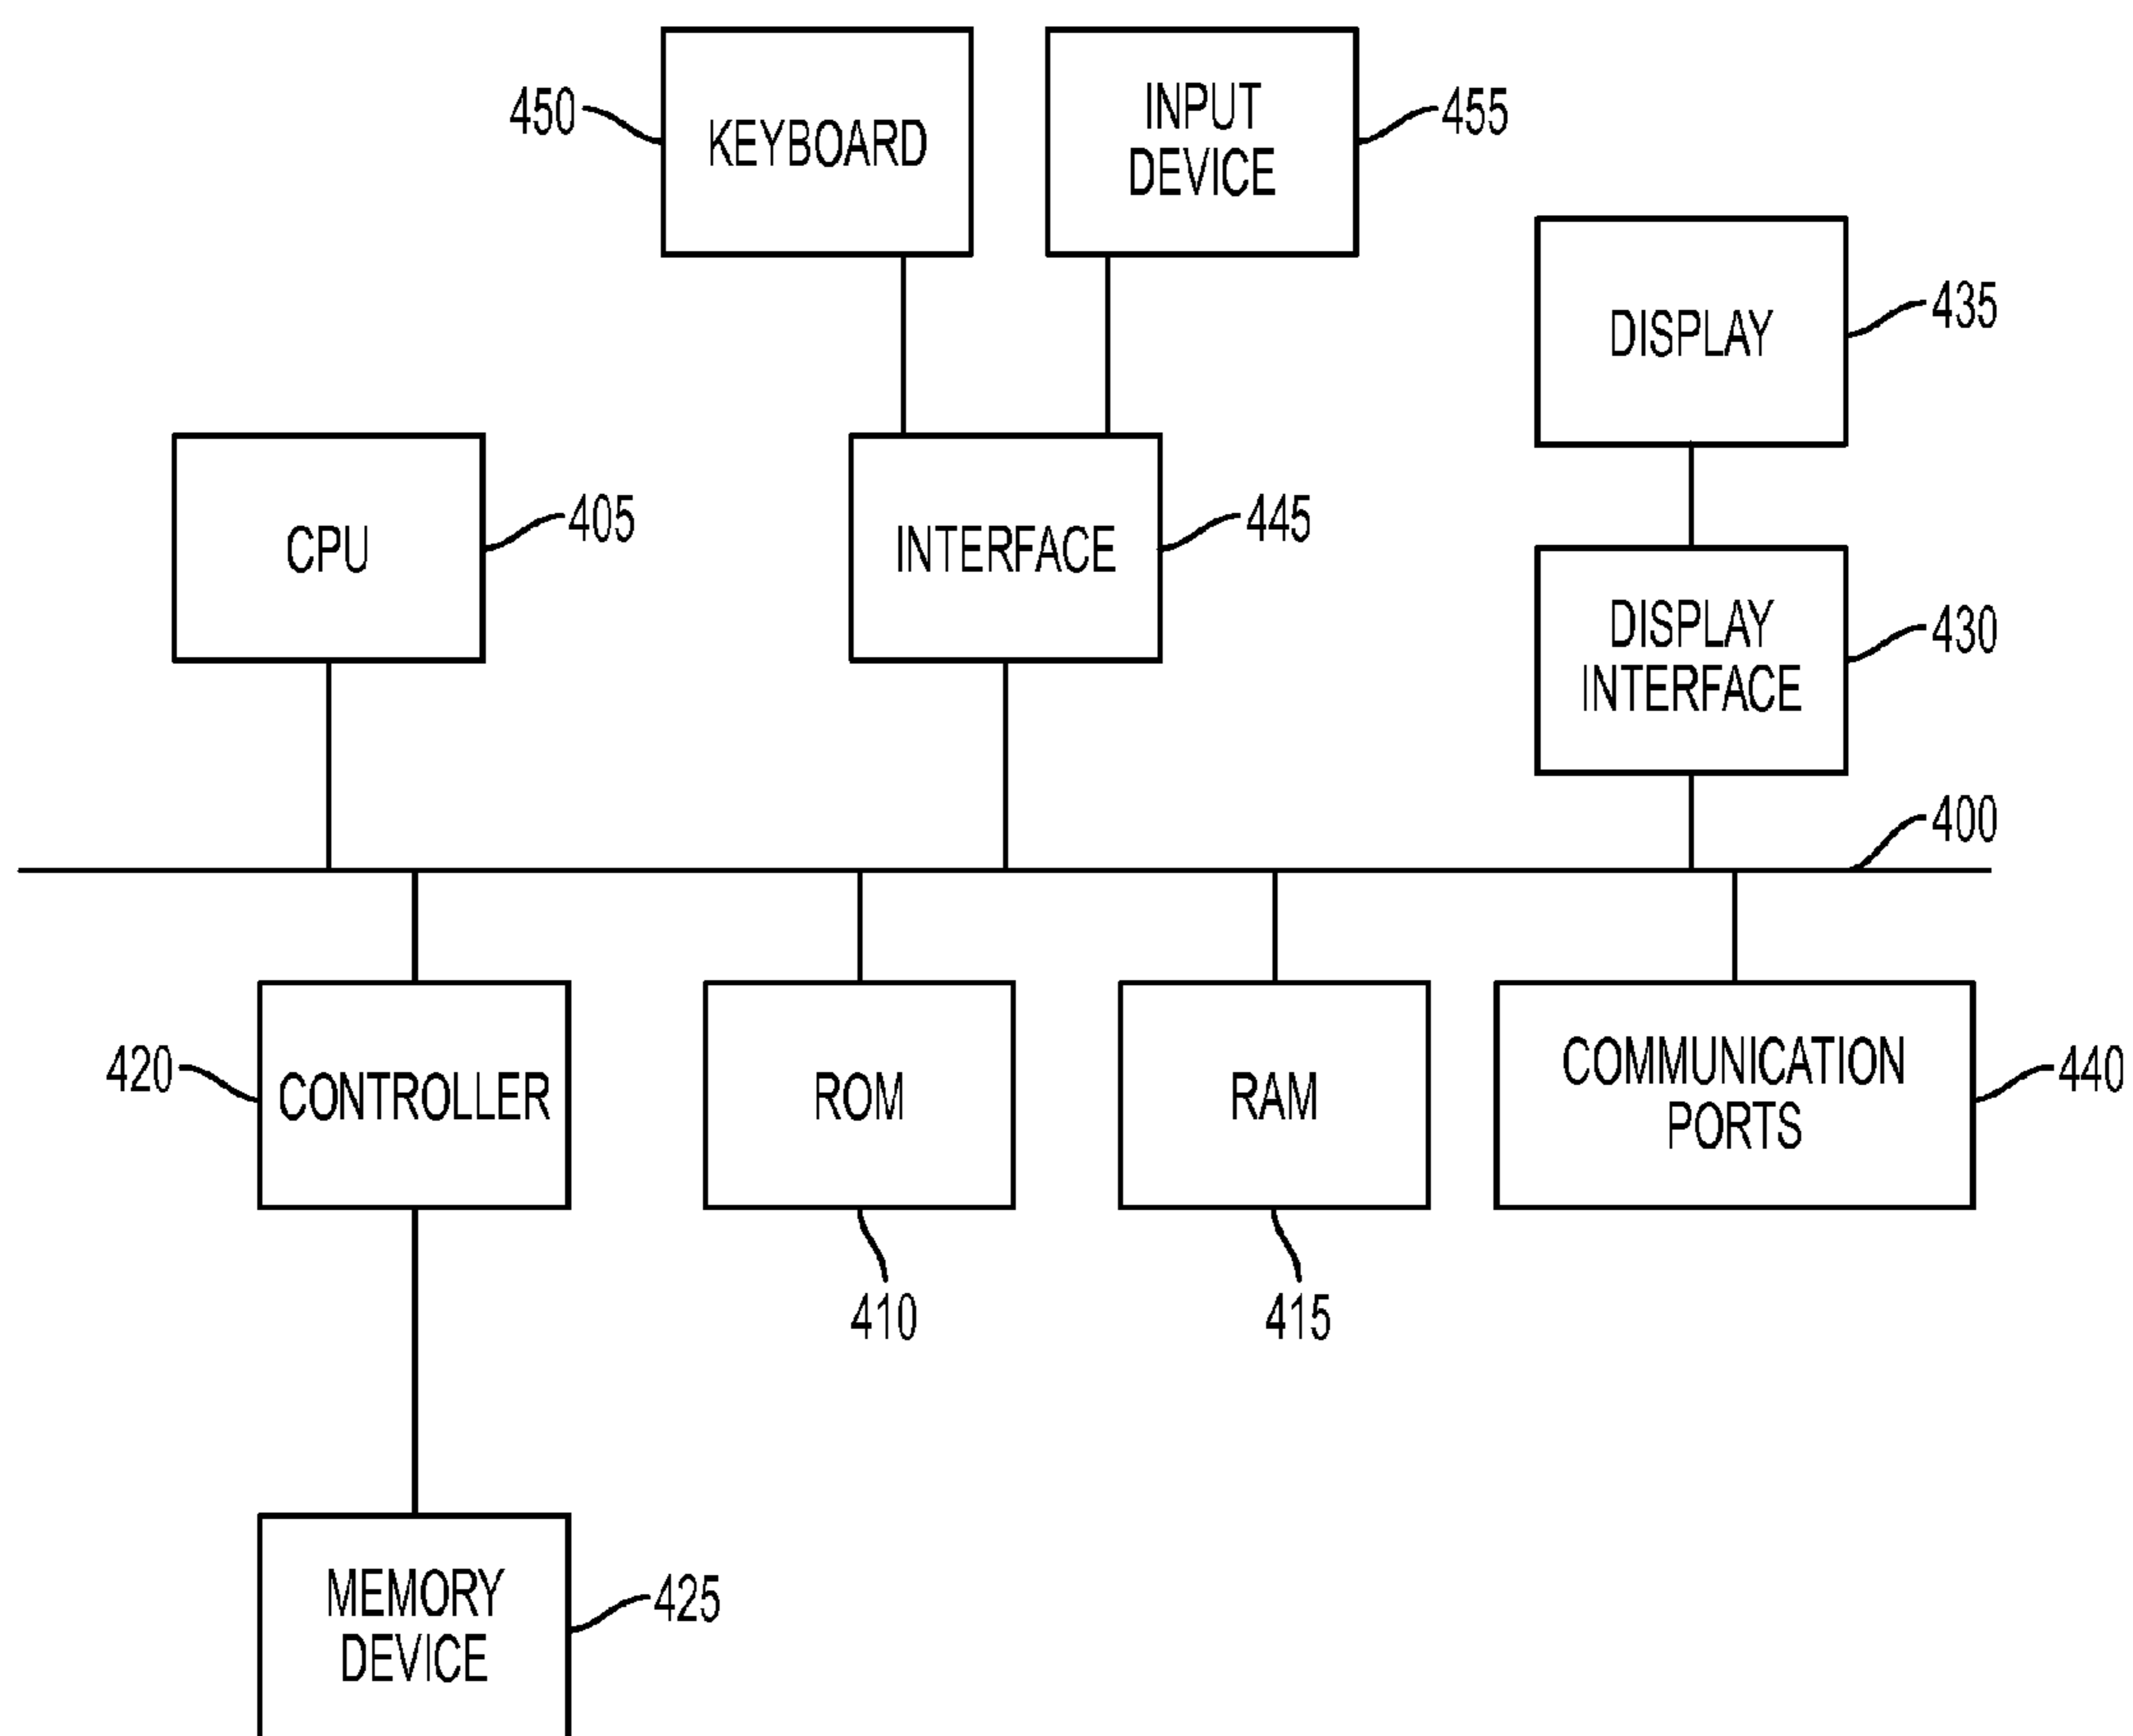 450
KEYBOARD
INPUT
DEVICE
455
DISPLAY
435
CPU
405
INTERFACE
445
DISPLAY
INTERFACE
430
400
420
CONTROLLER
ROM
RAM
COMMUNICATION
PORTS
440
410
415
MEMORY
DEVICE
425